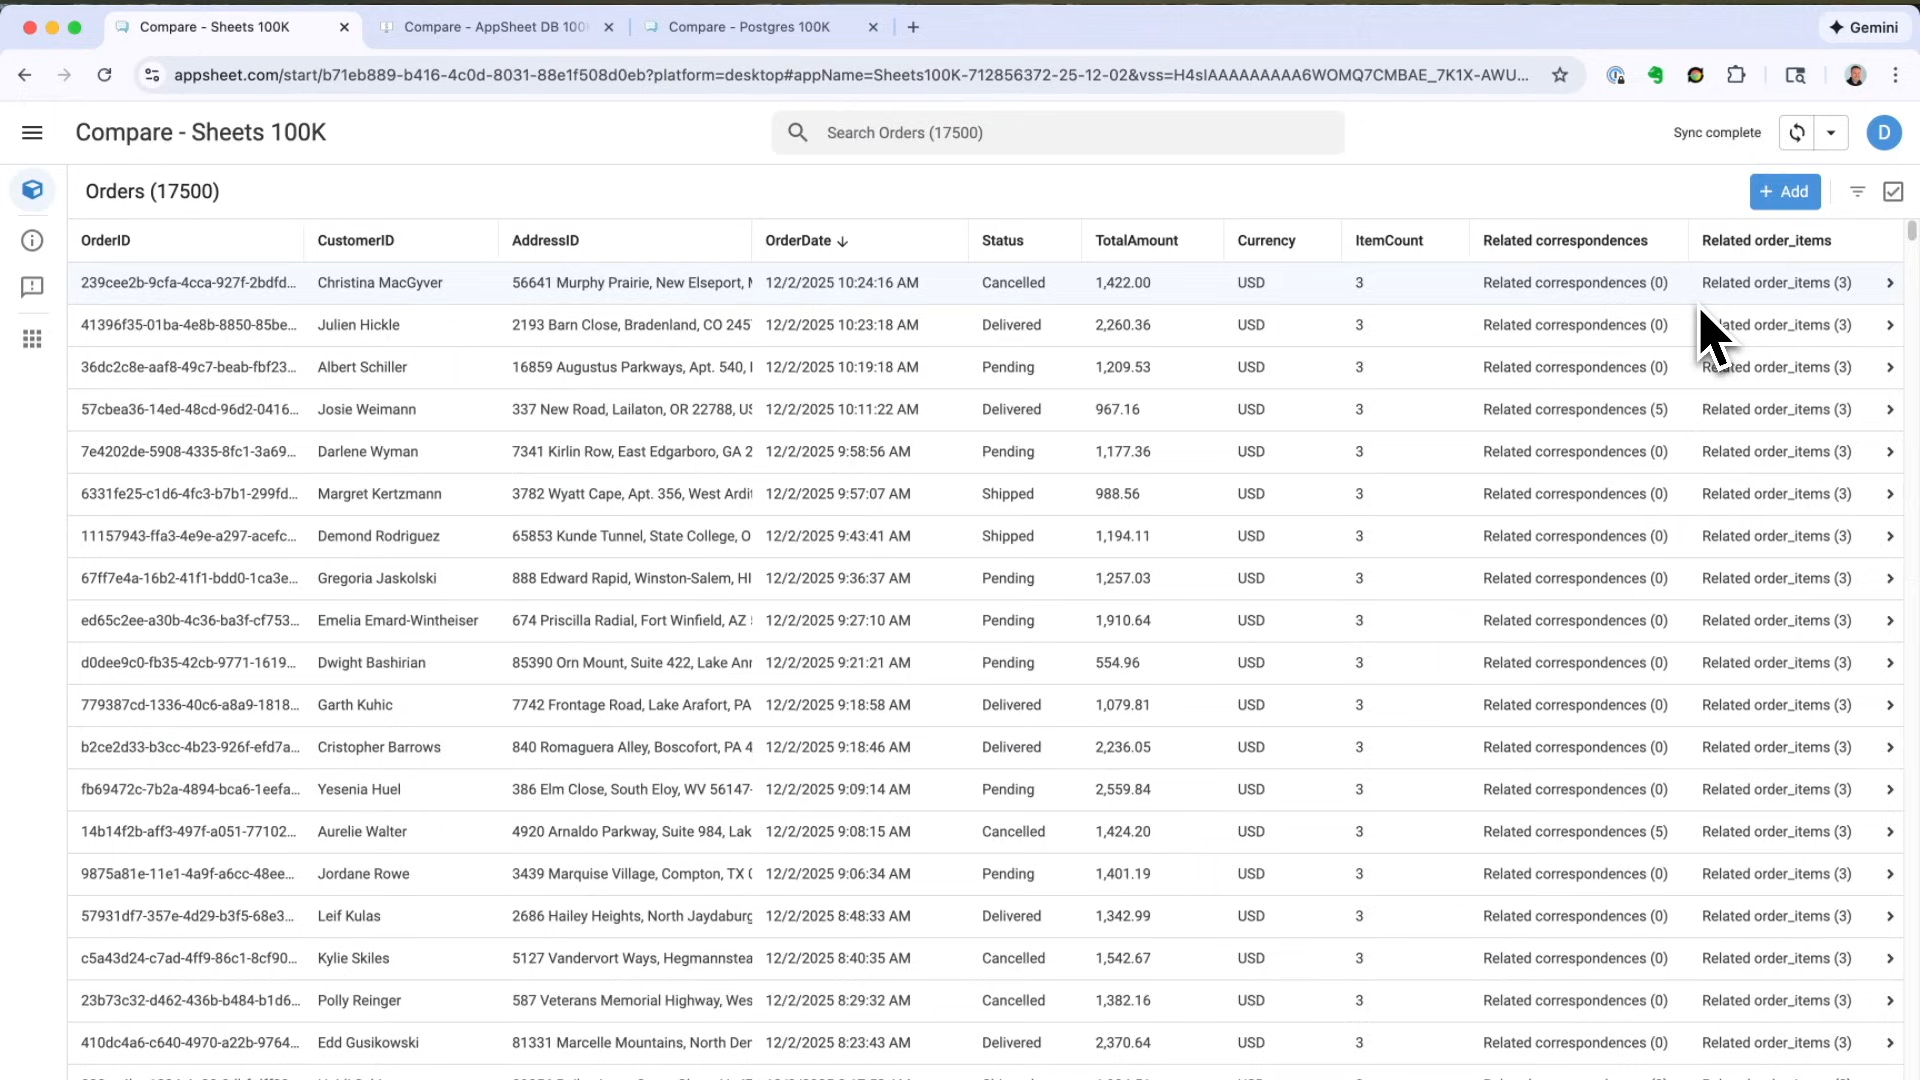 Compare - Sheets 100K
Compare - AppSheet DB 100
Compare - Postgres 100K
Gemini
appsheet.com/start/b71eb889-b416-4c0d-8031-88e1f508d0eb?platform=desktop#appName=Sheets100K-712856372-25-12-02&vss=H4sIAAAAAAAAA6WOMQ7CMBAE_7K1X-AWU...
Compare - Sheets 100K
Search Orders (17500)
Sync complete
D
Orders (17500)
+ Add
OrderID CustomerID AddressID OrderDate ↓ Status TotalAmount Currency ItemCount Related correspondences Related order_items
239cee2b-9cfa-4cca-927f-2bdfd... Christina MacGyver 56641 Murphy Prairie, New Elseport, 12/2/2025 10:24:16 AM Cancelled 1,422.00 USD 3 Related correspondences (0) Related order_items (3)
41396f35-01ba-4e8b-8850-85be... Julien Hickle 2193 Barn Close, Bradenland, CO 245 12/2/2025 10:23:18 AM Delivered 2,260.36 USD 3 Related correspondences (0) ated order_items (3)
36dc2c8e-aaf8-49c7-beab-fbf23... Albert Schiller 16859 Augustus Parkways, Apt. 540, 12/2/2025 10:19:18 AM Pending 1,209.53 USD 3 Related correspondences (0) Related order_items (3)
57cbea36-14ed-48cd-96d2-0416... Josie Weimann 337 New Road, Lailaton, OR 22788, US 12/2/2025 10:11:22 AM Delivered 967.16 USD 3 Related correspondences (5) Related order_items (3)
7e4202de-5908-4335-8fc1-3a69... Darlene Wyman 7341 Kirlin Row, East Edgarboro, GA 2 12/2/2025 9:58:56 AM Pending 1,177.36 USD 3 Related correspondences (0) Related order_items (3)
6331fe25-c1d6-4fc3-b7b1-299fd... Margret Kertzmann 3782 Wyatt Cape, Apt. 356, West Ardi 12/2/2025 9:57:07 AM Shipped 988.56 USD 3 Related correspondences (0) Related order_items (3)
11157943-ffa3-4e9e-a297-acefc... Demond Rodriguez 65853 Kunde Tunnel, State College, O 12/2/2025 9:43:41 AM Shipped 1,194.11 USD 3 Related correspondences (0) Related order_items (3)
67ff7e4a-16b2-41f1-bdd0-1ca3e... Gregoria Jaskolski 888 Edward Rapid, Winston-Salem, HI 12/2/2025 9:36:37 AM Pending 1,257.03 USD 3 Related correspondences (0) Related order_items (3)
ed65c2ee-a30b-4c36-ba3f-cf753... Emelia Emard-Wintheiser 674 Priscilla Radial, Fort Winfield, AZ 12/2/2025 9:27:10 AM Pending 1,910.64 USD 3 Related correspondences (0) Related order_items (3)
d0dee9c0-fb35-42cb-9771-1619... Dwight Bashirian 85390 Orn Mount, Suite 422, Lake Anr 12/2/2025 9:21:21 AM Pending 554.96 USD 3 Related correspondences (0) Related order_items (3)
779387cd-1336-40c6-a8a9-1818... Garth Kuhic 7742 Frontage Road, Lake Arafort, PA 12/2/2025 9:18:58 AM Delivered 1,079.81 USD 3 Related correspondences (0) Related order_items (3)
b2ce2d33-b3cc-4b23-926f-efd7a... Cristopher Barrows 840 Romaguera Alley, Boscofort, PA 4 12/2/2025 9:18:46 AM Delivered 2,236.05 USD 3 Related correspondences (0) Related order_items (3)
fb69472c-7b2a-4894-bca6-1eefa... Yesenia Huel 386 Elm Close, South Eloy, WV 56147- 12/2/2025 9:09:14 AM Pending 2,559.84 USD 3 Related correspondences (0) Related order_items (3)
14b14f2b-aff3-497f-a051-77102... Aurelie Walter 4920 Arnaldo Parkway, Suite 984, Lak 12/2/2025 9:08:15 AM Cancelled 1,424.20 USD 3 Related correspondences (5) Related order_items (3)
9875a81e-11e1-4a9f-a6cc-48ee... Jordane Rowe 3439 Marquise Village, Compton, TX 12/2/2025 9:06:34 AM Pending 1,401.19 USD 3 Related correspondences (0) Related order_items (3)
57931df7-357e-4d29-b3f5-68e3... Leif Kulas 2686 Hailey Heights, North Jaydaburg 12/2/2025 8:48:33 AM Delivered 1,342.99 USD 3 Related correspondences (0) Related order_items (3)
c5a43d24-c7ad-4ff9-86c1-8cf90... Kylie Skiles 5127 Vandervort Ways, Hegmannstea 12/2/2025 8:40:35 AM Cancelled 1,542.67 USD 3 Related correspondences (0) Related order_items (3)
23b73c32-d462-436b-b484-b1d6... Polly Reinger 587 Veterans Memorial Highway, Wes 12/2/2025 8:29:32 AM Cancelled 1,382.16 USD 3 Related correspondences (0) Related order_items (3)
410dc4a6-c640-4970-a22b-9764... Edd Gusikowski 81331 Marcelle Mountains, North Der 12/2/2025 8:23:43 AM Delivered 2,370.64 USD 3 Related correspondences (0) Related order_items (3)